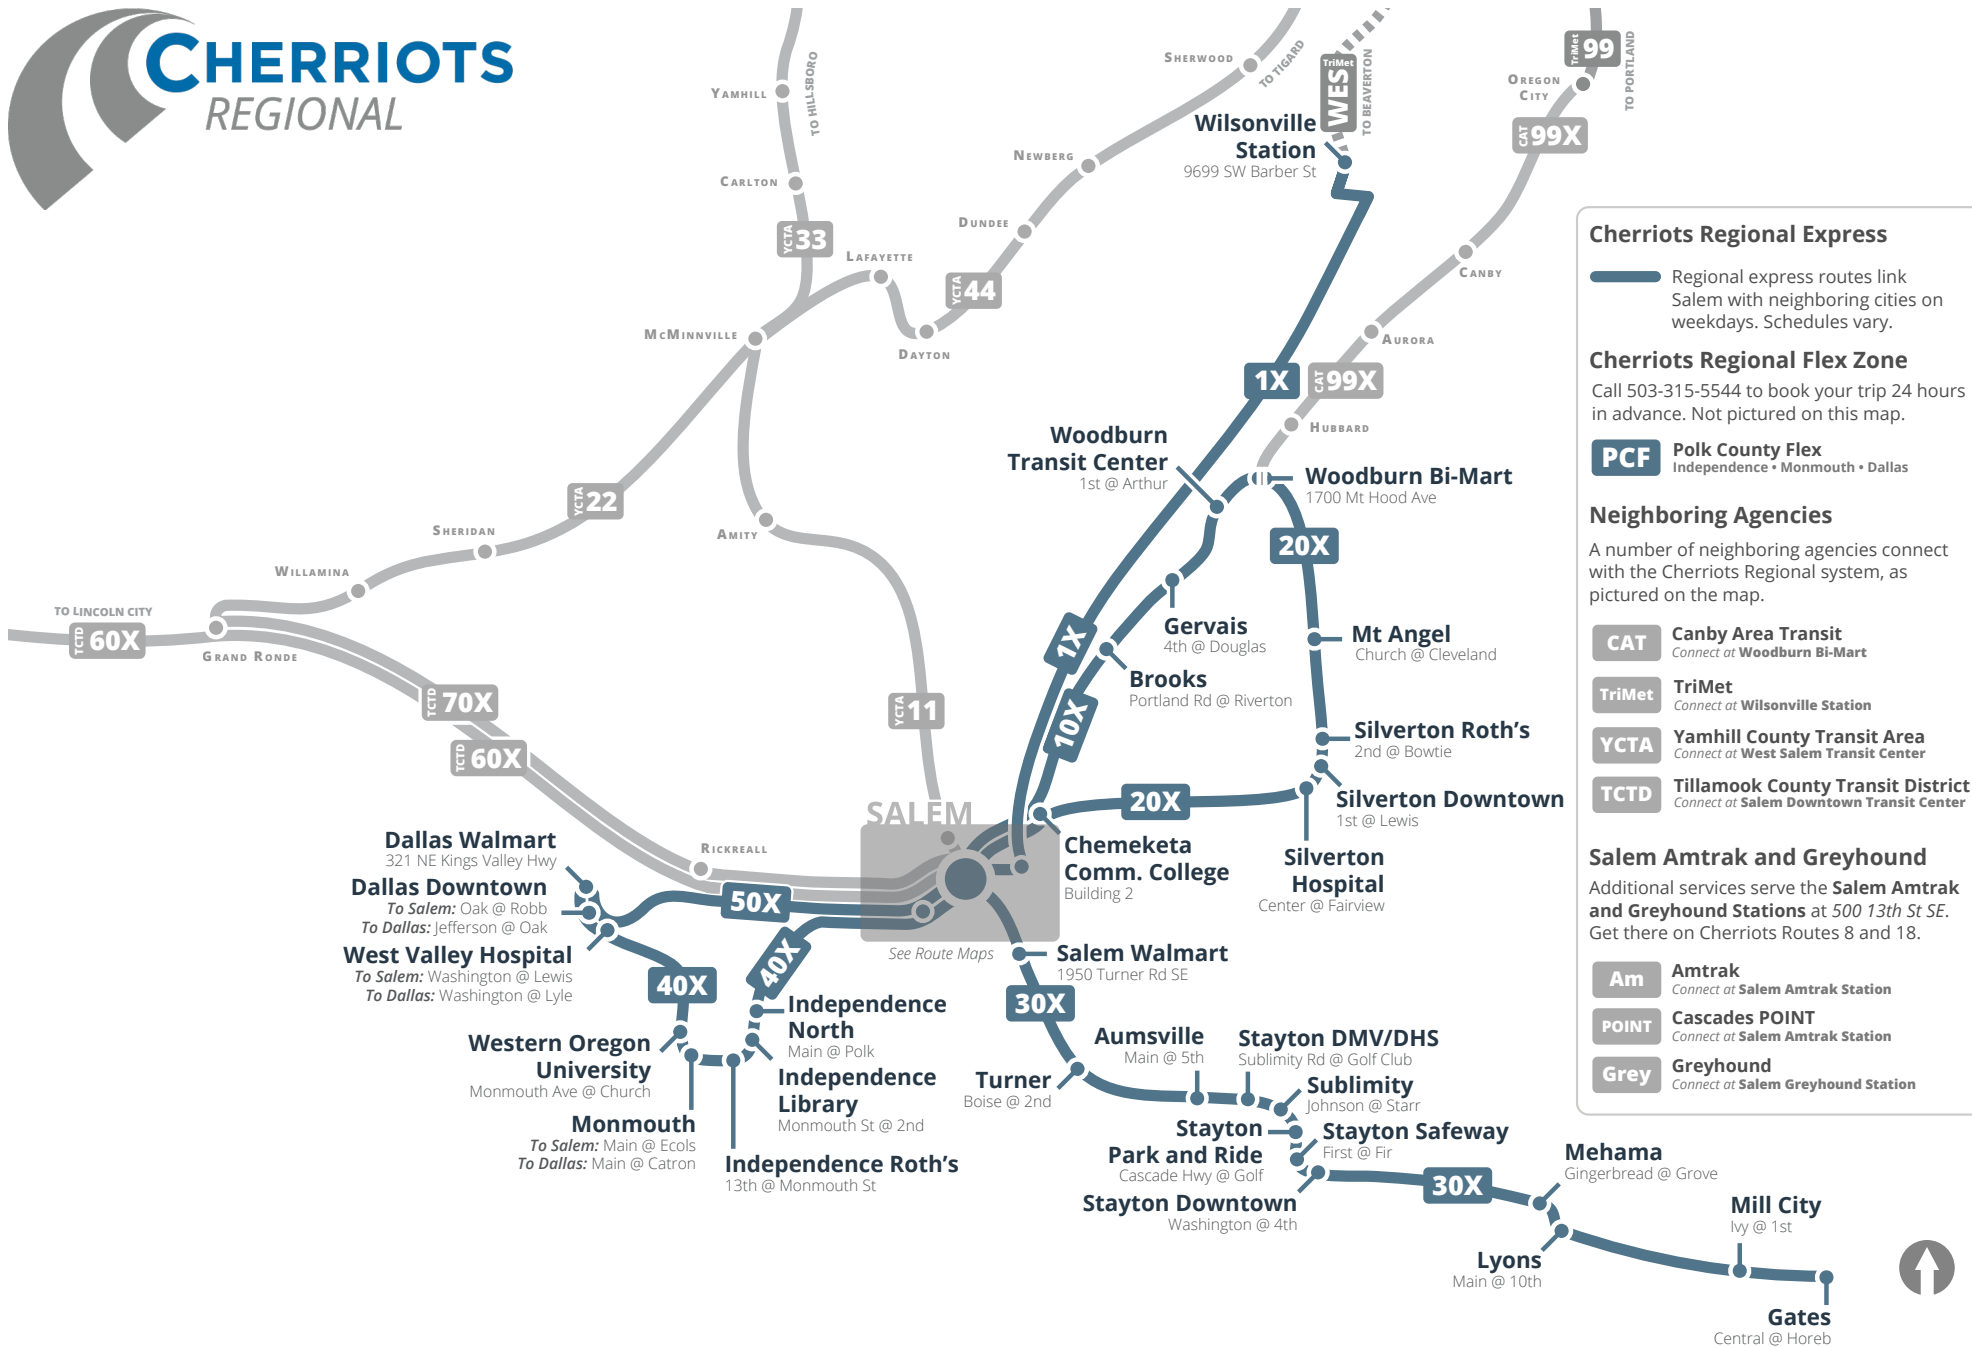 CHERRIOTS
REGIONAL
YAMHILL
TO HILLSBORO
CARLTON
YCTA 33
LAFAYETTE
MCMINNVILLE
DAYTON
YCTA 44
DUNDEE
NEWBERG
SHERWOOD
TO TIGARD
TriMet WES
TO BEAVERTON
Wilsonville
Station
9699 SW Barber St
TriMet 99
TO PORTLAND
OREGON
CITY
CAT 99X
CANBY
AURORA
1X
CAT 99X
HUBBARD
Woodburn
Transit Center
1st @ Arthur
Woodburn Bi-Mart
1700 Mt Hood Ave
20X
YCTA 22
SHERIDAN
WILLAMINA
AMITY
TO LINCOLN CITY
TCTD 60X
GRAND RONDE
TCTD 70X
TCTD 60X
YCTA 11
1X
10X
Gervais
4th @ Douglas
Brooks
Portland Rd @ Riverton
Mt Angel
Church @ Cleveland
Silverton Roth's
2nd @ Bowtie
Silverton Downtown
1st @ Lewis
20X
Silverton
Hospital
Center @ Fairview
SALEM
Chemeketa
Comm. College
Building 2
See Route Maps
RICKREALL
Dallas Walmart
321 NE Kings Valley Hwy
Dallas Downtown
To Salem: Oak @ Robb
To Dallas: Jefferson @ Oak
West Valley Hospital
To Salem: Washington @ Lewis
To Dallas: Washington @ Lyle
50X
40X
40X
Western Oregon
University
Monmouth Ave @ Church
Monmouth
To Salem: Main @ Ecols
To Dallas: Main @ Catron
Independence
North
Main @ Polk
Independence
Library
Monmouth St @ 2nd
Independence Roth's
13th @ Monmouth St
Salem Walmart
1950 Turner Rd SE
30X
Turner
Boise @ 2nd
Aumsville
Main @ 5th
Stayton DMV/DHS
Sublimity Rd @ Golf Club
Sublimity
Johnson @ Starr
Stayton
Park and Ride
Cascade Hwy @ Golf
Stayton Safeway
First @ Fir
Stayton Downtown
Washington @ 4th
30X
Mehama
Gingerbread @ Grove
Lyons
Main @ 10th
Mill City
Ivy @ 1st
Gates
Central @ Horeb
Cherriots Regional Express
Regional express routes link
Salem with neighboring cities on
weekdays. Schedules vary.
Cherriots Regional Flex Zone
Call 503-315-5544 to book your trip 24 hours
in advance. Not pictured on this map.
PCF
Polk County Flex
Independence • Monmouth • Dallas
Neighboring Agencies
A number of neighboring agencies connect
with the Cherriots Regional system, as
pictured on the map.
CAT
Canby Area Transit
Connect at Woodburn Bi-Mart
TriMet
TriMet
Connect at Wilsonville Station
YCTA
Yamhill County Transit Area
Connect at West Salem Transit Center
TCTD
Tillamook County Transit District
Connect at Salem Downtown Transit Center
Salem Amtrak and Greyhound
Additional services serve the Salem Amtrak
and Greyhound Stations at 500 13th St SE.
Get there on Cherriots Routes 8 and 18.
Am
Amtrak
Connect at Salem Amtrak Station
POINT
Cascades POINT
Connect at Salem Amtrak Station
Grey
Greyhound
Connect at Salem Greyhound Station